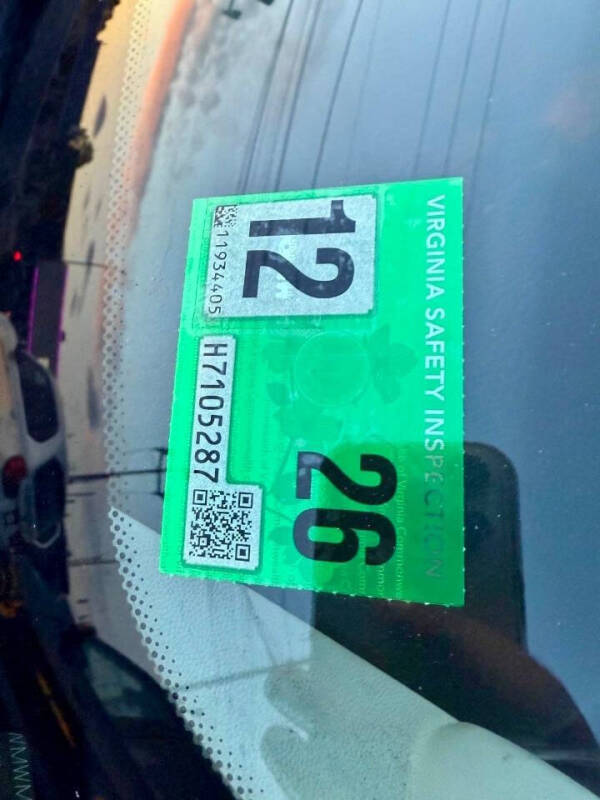 VIRGINIA SAFETY INSPECTION
12
11934405
26
H7105287